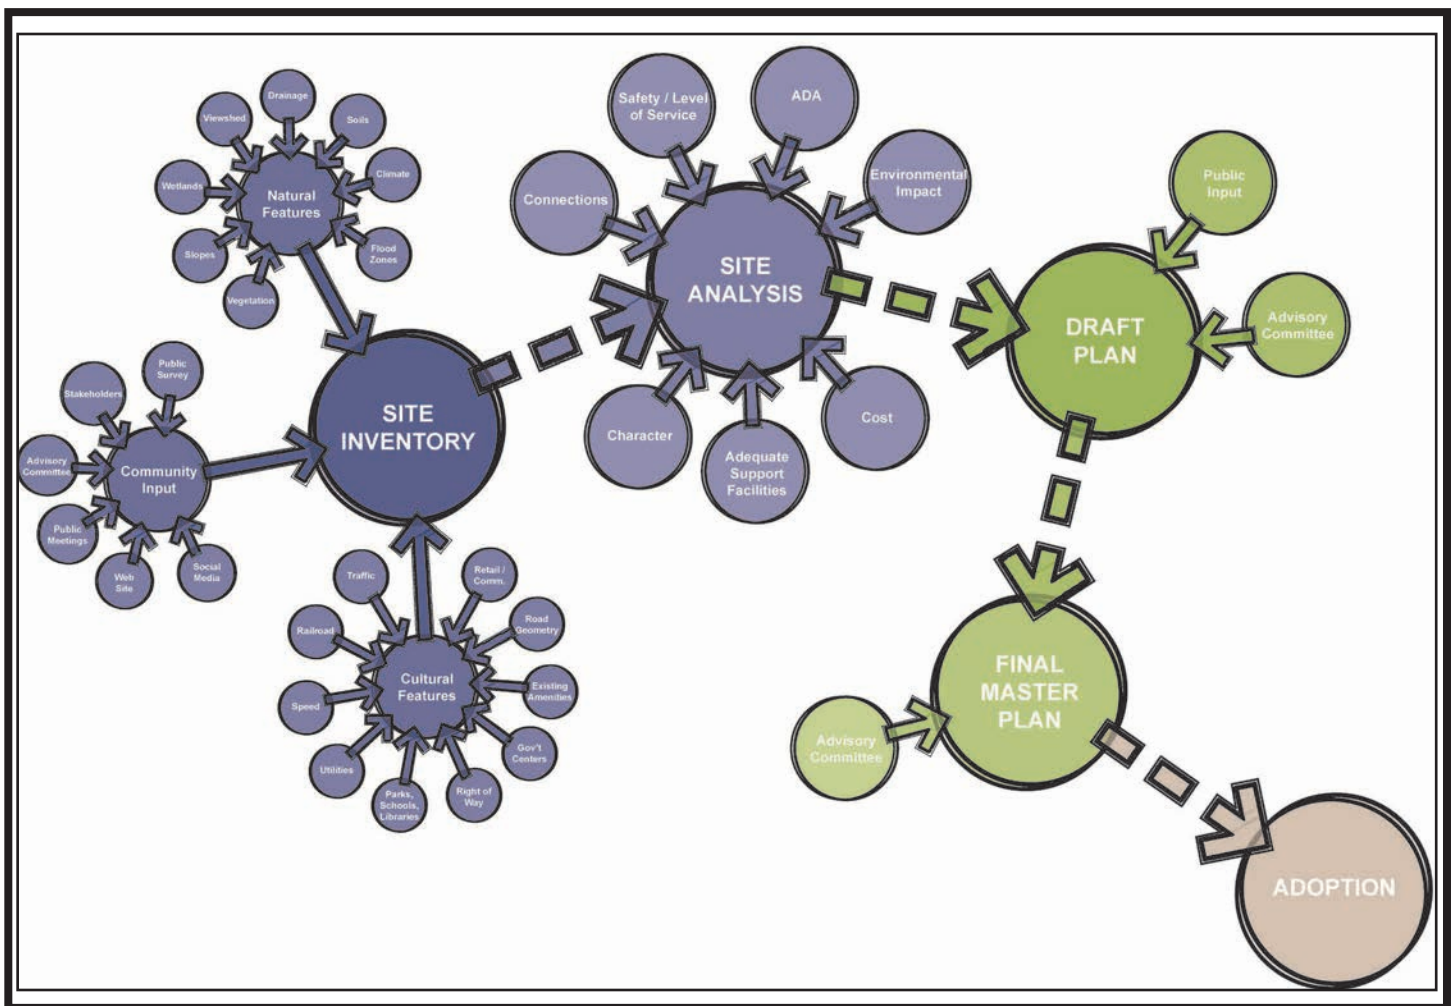 Drainage
Viewshed
Soils
Wetlands
Climate
Natural
Features
Slopes
Flood
Zones
Vegetation
Public
Survey
Stakeholders
Advisory
Committee
Community
Input
Public
Meetings
Web
Site
Social
Media
SITE
INVENTORY
Traffic
Retail /
Comm.
Railroad
Road
Geometry
Cultural
Features
Speed
Existing
Amenities
Utilities
Gov't
Centers
Parks,
Schools,
Libraries
Right of
Way
Safety / Level
of Service
ADA
Connections
Environmental
Impact
SITE
ANALYSIS
Character
Adequate
Support
Facilities
Cost
Public
Input
DRAFT
PLAN
Advisory
Committee
FINAL
MASTER
PLAN
Advisory
Committee
ADOPTION